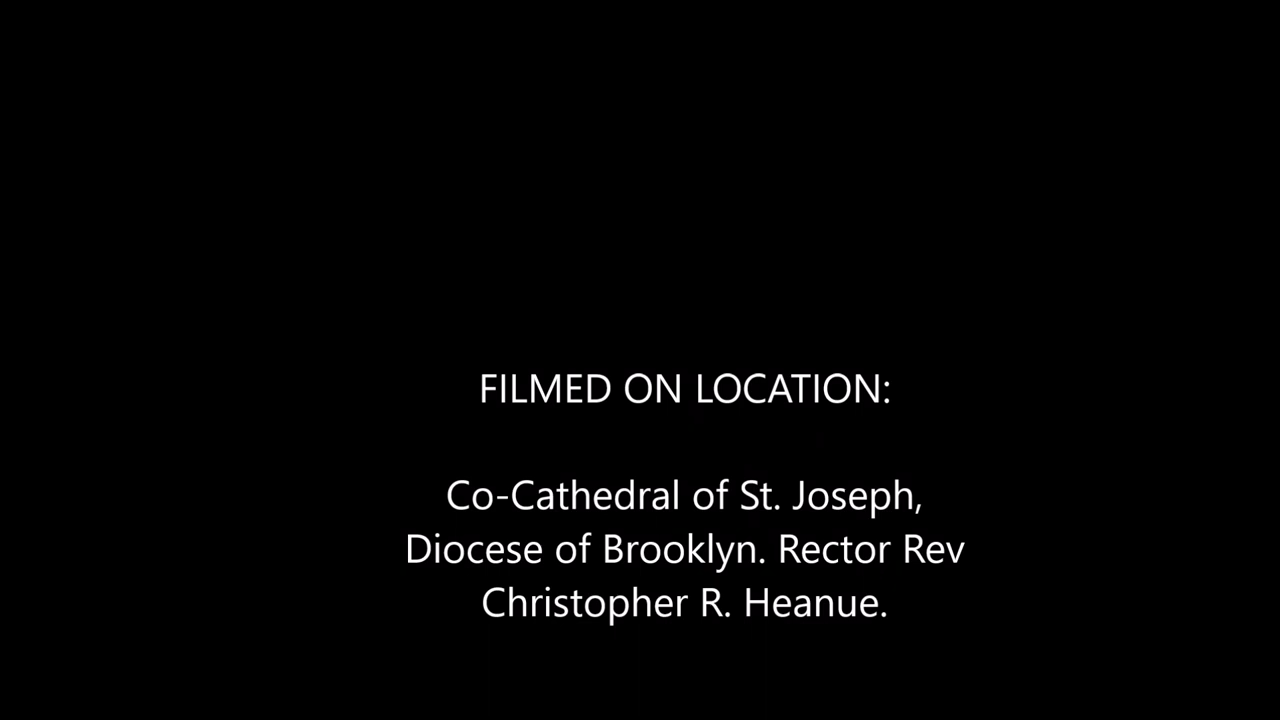 FILMED ON LOCATION:
Co-Cathedral of St. Joseph,
Diocese of Brooklyn. Rector Rev
Christopher R. Heanue.